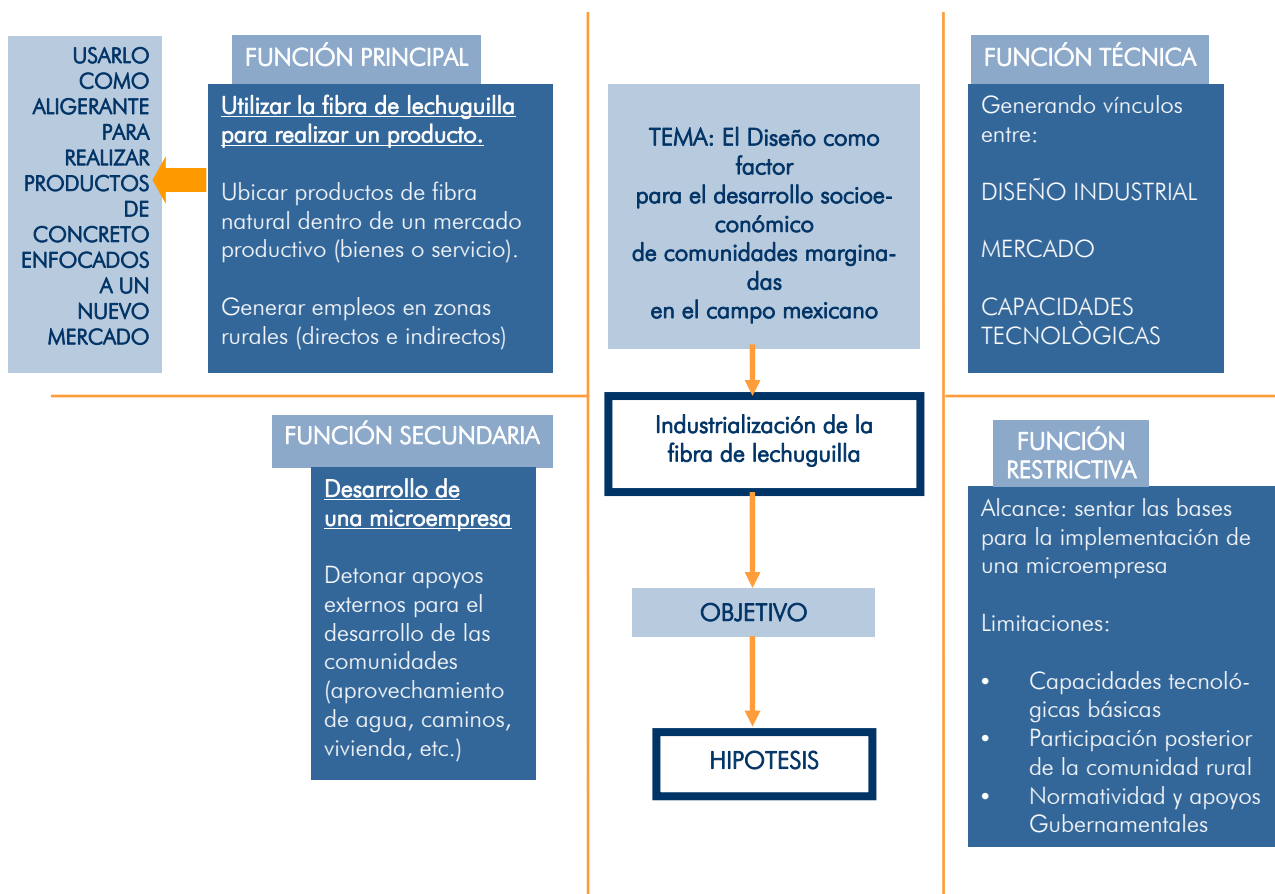 USARLO
COMO
ALIGERANTE
PARA
REALIZAR
PRODUCTOS
DE
CONCRETO
ENFOCADOS
A UN
NUEVO
MERCADO
FUNCIÓN PRINCIPAL
Utilizar la fibra de lechuguilla
para realizar un producto.
Ubicar productos de fibra
natural dentro de un mercado
productivo (bienes o servicio).
Generar empleos en zonas
rurales (directos e indirectos)
FUNCIÓN SECUNDARIA
Desarrollo de
una microempresa
Detonar apoyos
externos para el
desarrollo de las
comunidades
(aprovechamiento
de agua, caminos,
vivienda, etc.)
TEMA: El Diseño como
factor
para el desarrollo socioe-
conómico
de comunidades margina-
das
en el campo mexicano
Industrialización de la
fibra de lechuguilla
OBJETIVO
HIPOTESIS
FUNCIÓN TÉCNICA
Generando vínculos
entre:
DISEÑO INDUSTRIAL
MERCADO
CAPACIDADES
TECNOLÒGICAS
FUNCIÓN
RESTRICTIVA
Alcance: sentar las bases
para la implementación de
una microempresa
Limitaciones:
• Capacidades tecnoló-
gicas básicas
• Participación posterior
de la comunidad rural
• Normatividad y apoyos
Gubernamentales